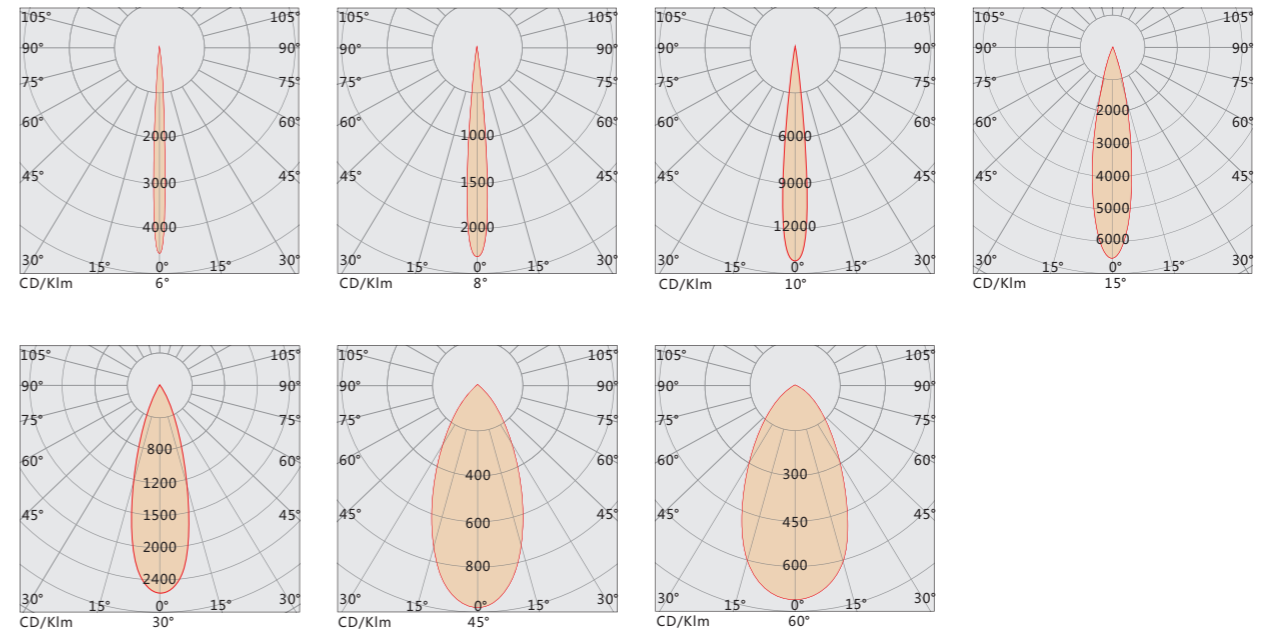 105° 105° 105° 105° 105° 105° 105° 105°
90° 90° 90° 90° 90° 90° 90° 90°
75° 75° 75° 75° 75° 75° 75° 75°
2000
60° 60° 60° 60° 60° 60° 60° 60°
2000 1000 6000 3000
45° 3000 45° 45° 1500 45° 45° 9000 45° 45° 4000 45°
5000
4000 2000 12000
6000
30° 15° 0° 15° 30° 30° 15° 0° 15° 30° 30° 15° 0° 15° 30° 30° 15° 0° 15° 30°
CD/Klm 6° CD/Klm 8° CD/Klm 10° CD/Klm 15°
105° 105° 105° 105° 105° 105°
90° 90° 90° 90° 90° 90°
75° 75° 75° 75° 75° 75°
800
60° 60° 60° 60° 60° 60°
1200 400 300
45° 1500 45° 45° 600 45° 45° 450 45°
2000
800 600
2400
30° 15° 0° 15° 30° 30° 15° 0° 15° 30° 30° 15° 0° 15° 30°
CD/Klm 30° CD/Klm 45° CD/Klm 60°